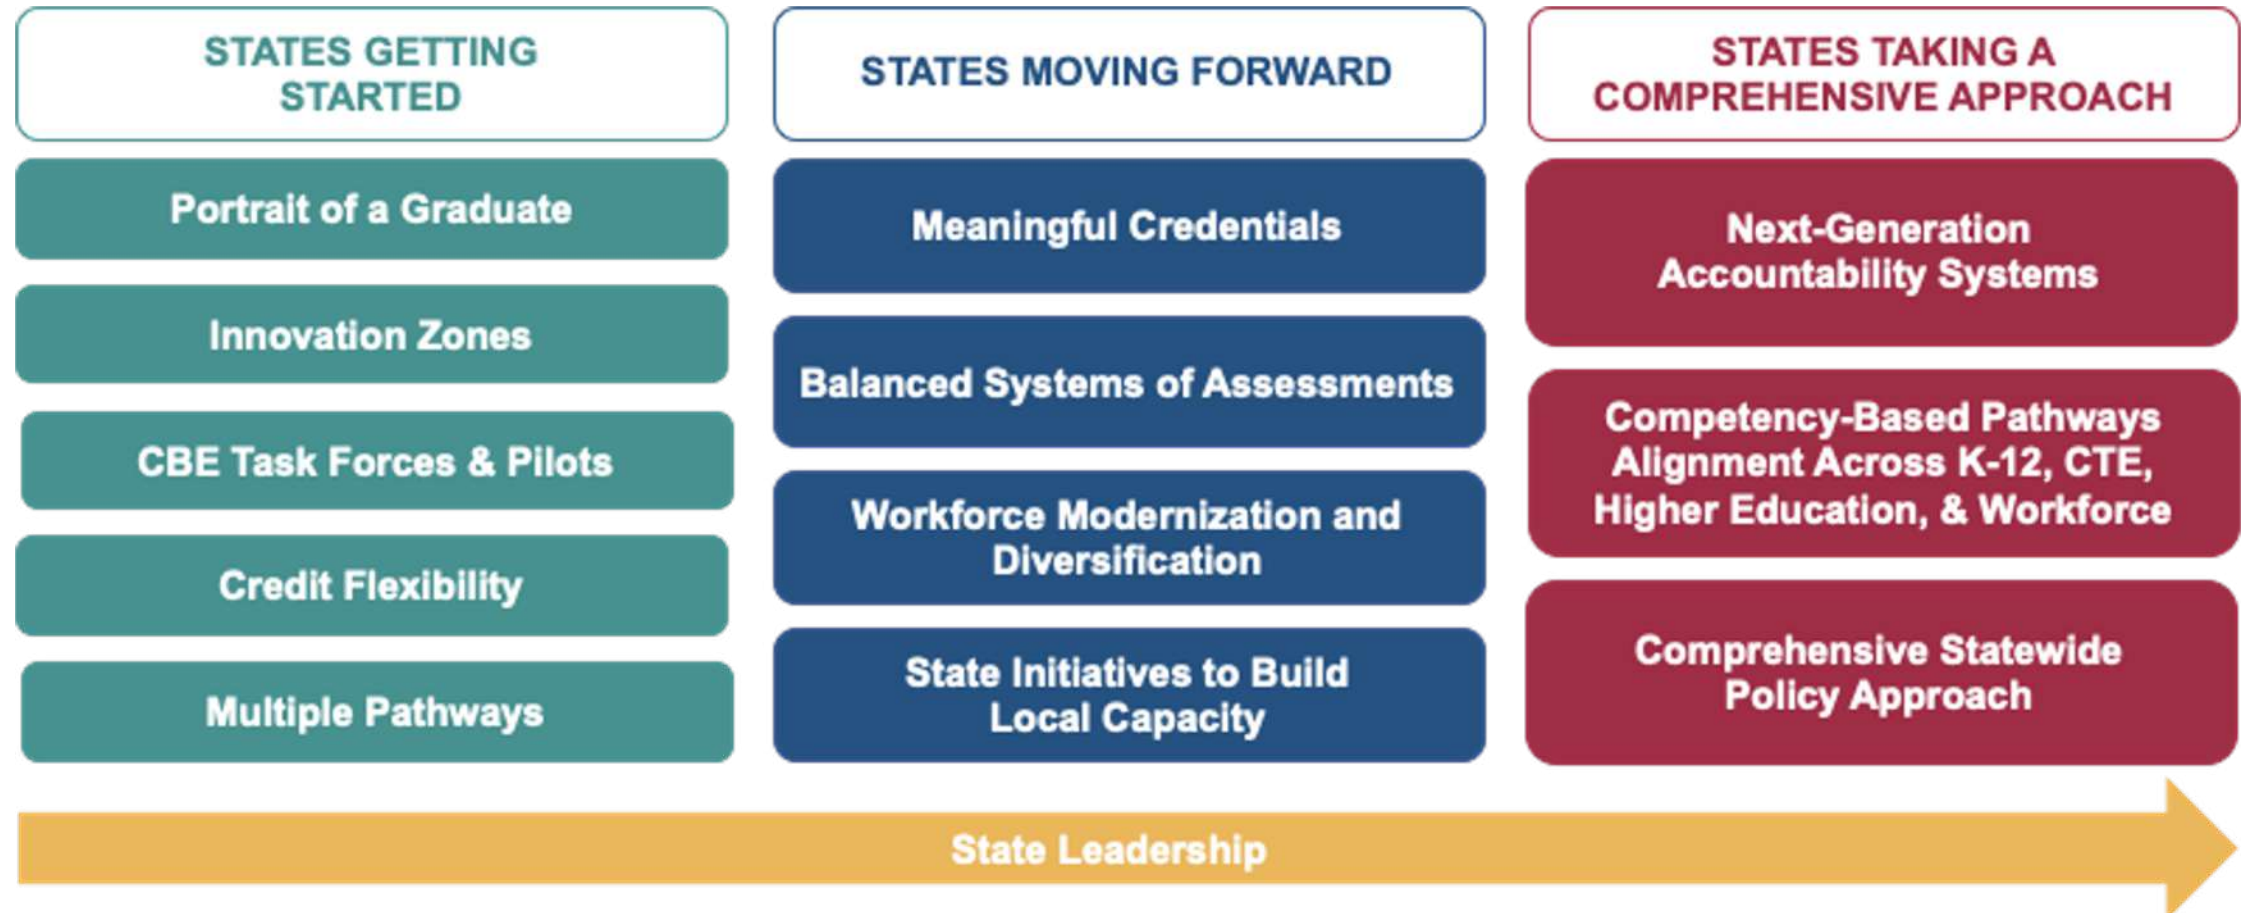 STATES GETTING
STARTED
Portrait of a Graduate
Innovation Zones
CBE Task Forces & Pilots
Credit Flexibility
Multiple Pathways
STATES MOVING FORWARD
Meaningful Credentials
Balanced Systems of Assessments
Workforce Modernization and
Diversification
State Initiatives to Build
Local Capacity
STATES TAKING A
COMPREHENSIVE APPROACH
Next-Generation
Accountability Systems
Competency-Based Pathways
Alignment Across K-12, CTE,
Higher Education, & Workforce
Comprehensive Statewide
Policy Approach
State Leadership